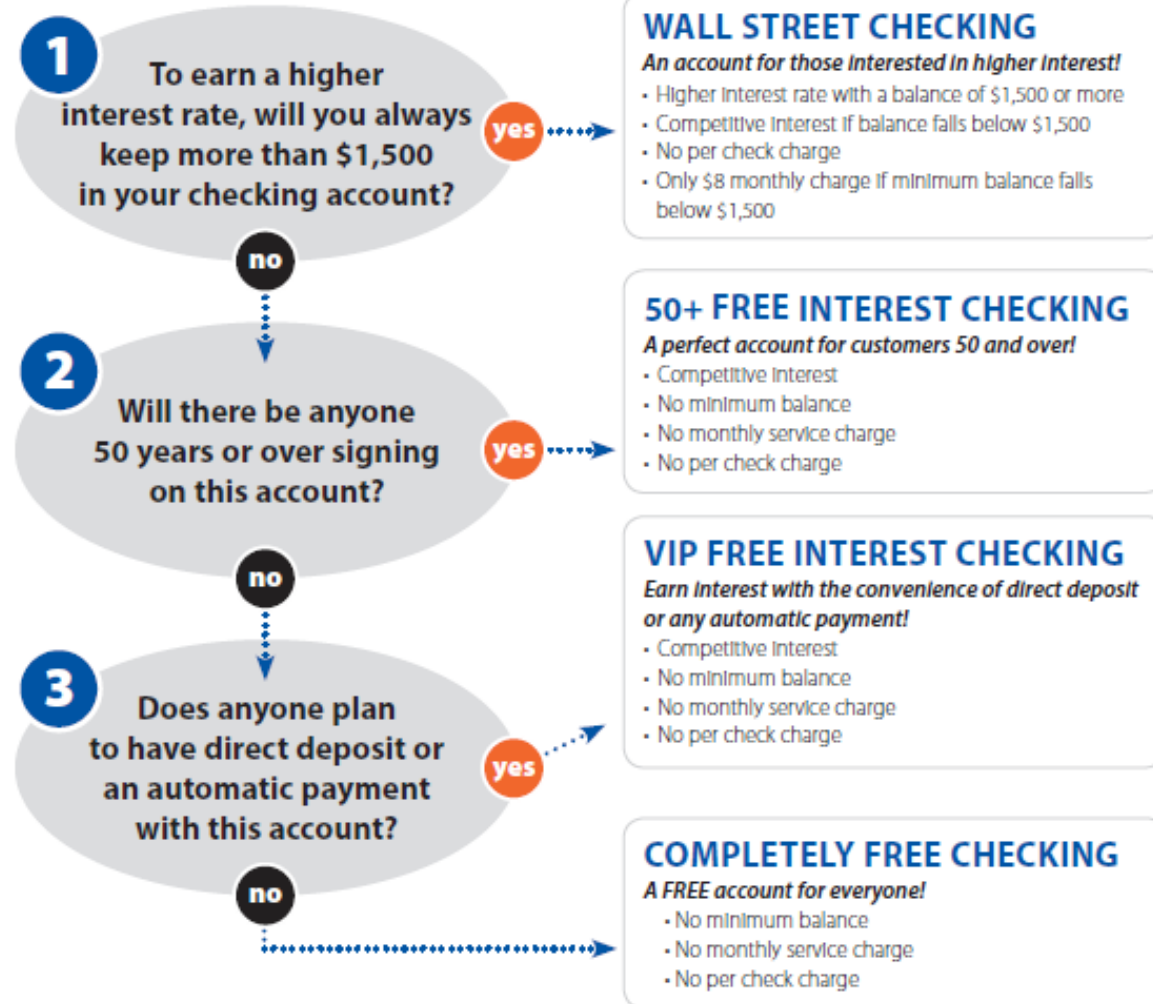 1
To earn a higher
interest rate, will you always
keep more than $1,500
in your checking account?
yes
no
WALL STREET CHECKING
An account for those interested in higher interest!
• Higher interest rate with a balance of $1,500 or more
• Competitive interest if balance falls below $1,500
• No per check charge
• Only $8 monthly charge if minimum balance falls
below $1,500
2
Will there be anyone
50 years or over signing
on this account?
yes
no
50+ FREE INTEREST CHECKING
A perfect account for customers 50 and over!
• Competitive interest
• No minimum balance
• No monthly service charge
• No per check charge
3
Does anyone plan
to have direct deposit or
an automatic payment
with this account?
yes
no
VIP FREE INTEREST CHECKING
Earn interest with the convenience of direct deposit
or any automatic payment!
• Competitive interest
• No minimum balance
• No monthly service charge
• No per check charge
COMPLETELY FREE CHECKING
A FREE account for everyone!
• No minimum balance
• No monthly service charge
• No per check charge